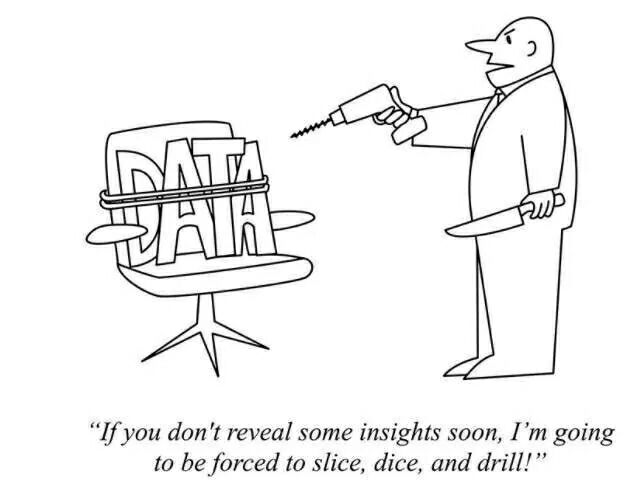 DATA
“If you don't reveal some insights soon, I’m going
to be forced to slice, dice, and drill!”